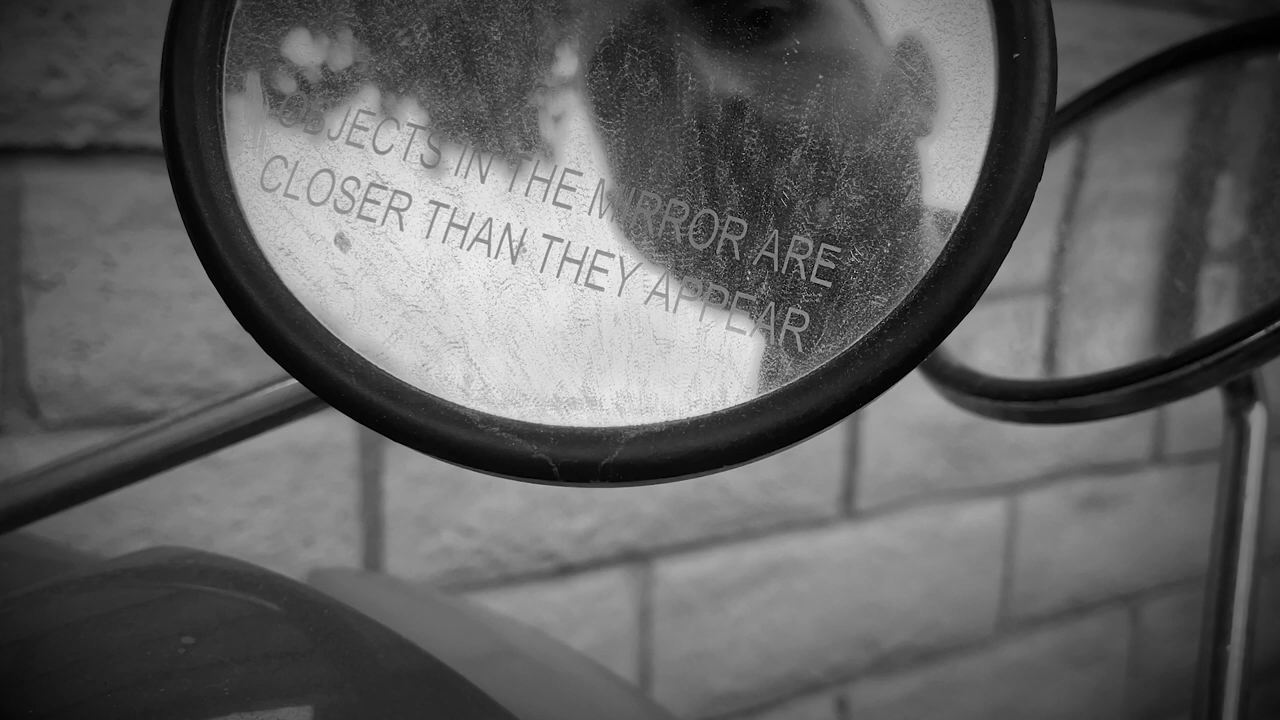 OBJECTS IN THE MIRROR ARE
CLOSER THAN THEY APPEAR